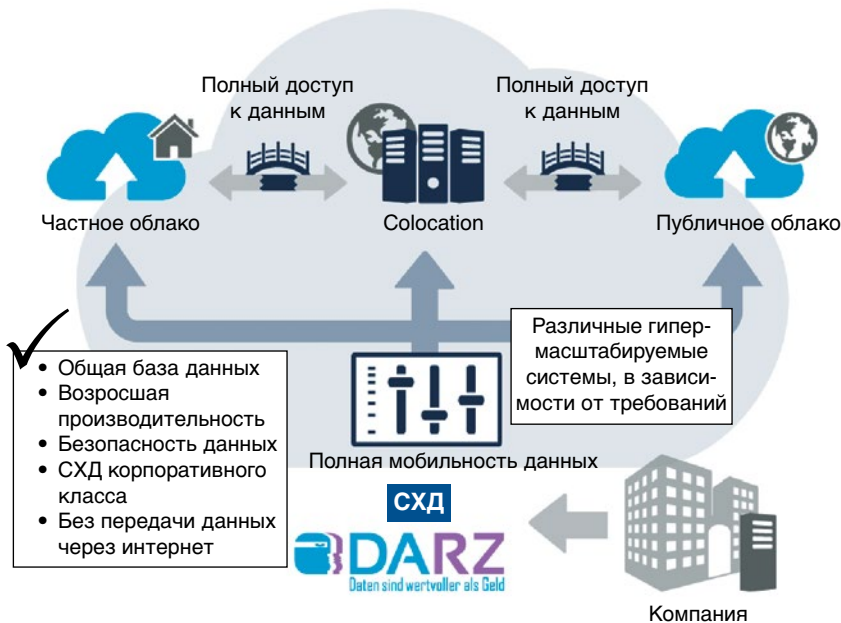 Полный доступ
к данным
Полный доступ
к данным
Частное облако
Colocation
Публичное облако
• Общая база данных
• Возросшая
производительность
• Безопасность данных
• СХД корпоративного
класса
• Без передачи данных
через интернет
Различные гипер-
масштабируемые
системы, в зависи-
мости от требований
Полная мобильность данных
СХД
DARZ
Daten sind wertvoller als Geld
Компания